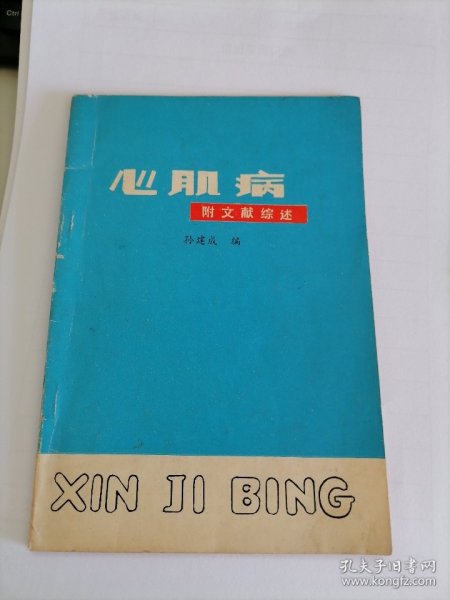 Ctrl
心肌病
附文献综述
孙建成 编
XIN JI BING
孔夫子旧书网
www.kongfz.com